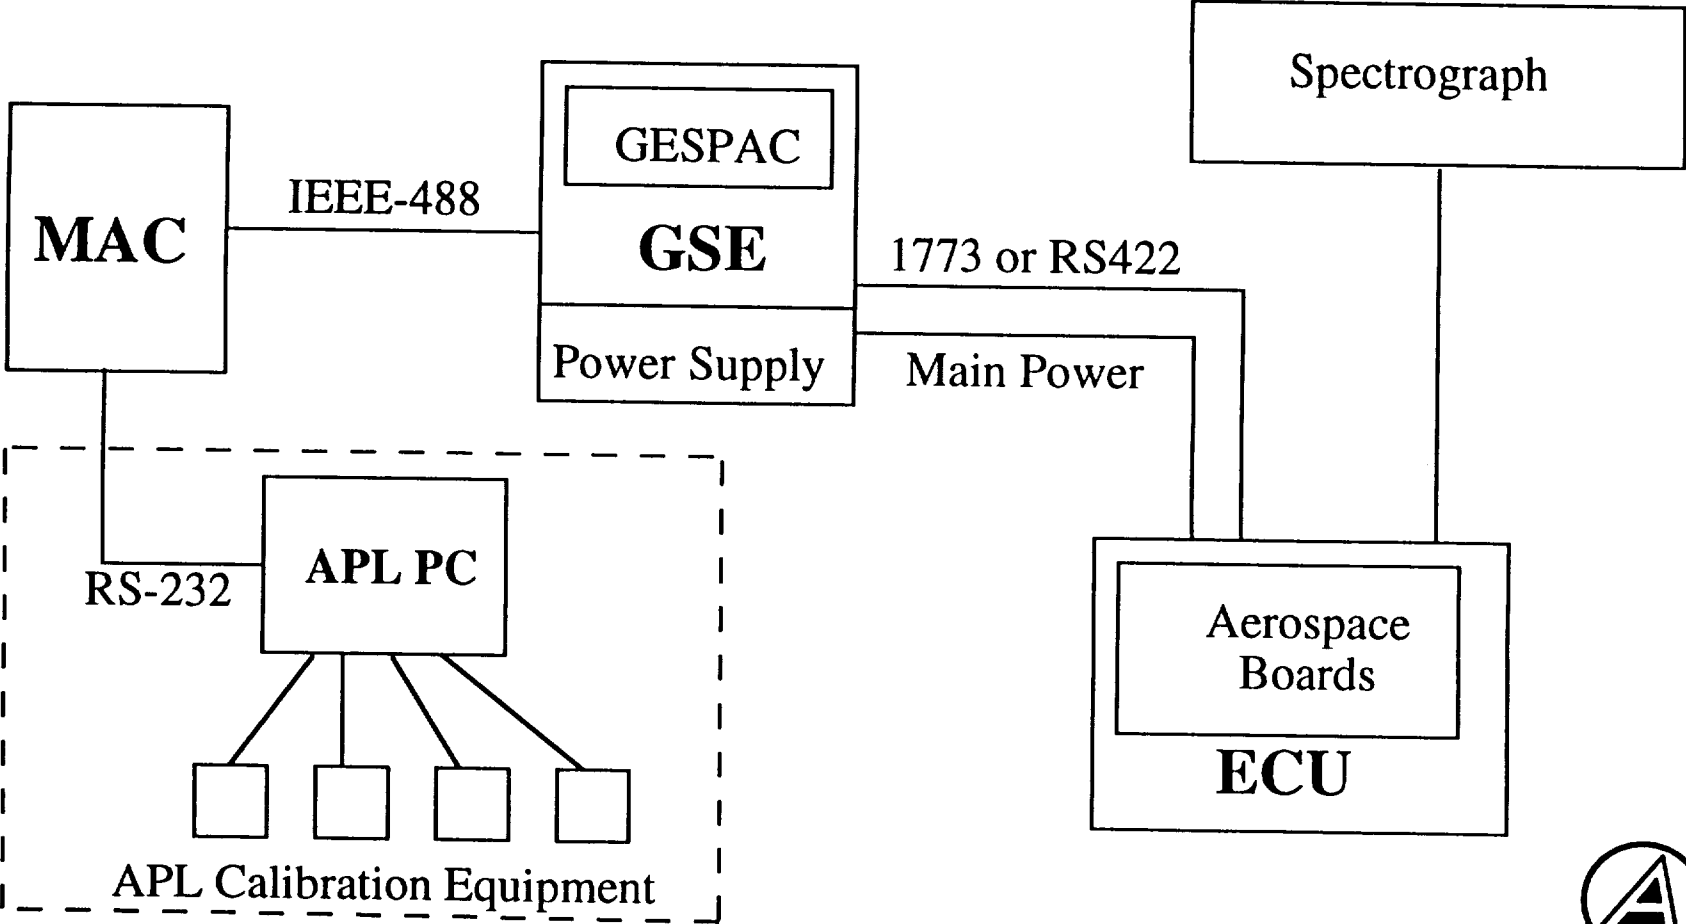 Spectrograph
GESPAC
MAC
IEEE-488
GSE
1773 or RS422
Power Supply
Main Power
APL PC
RS-232
Aerospace
Boards
ECU
APL Calibration Equipment